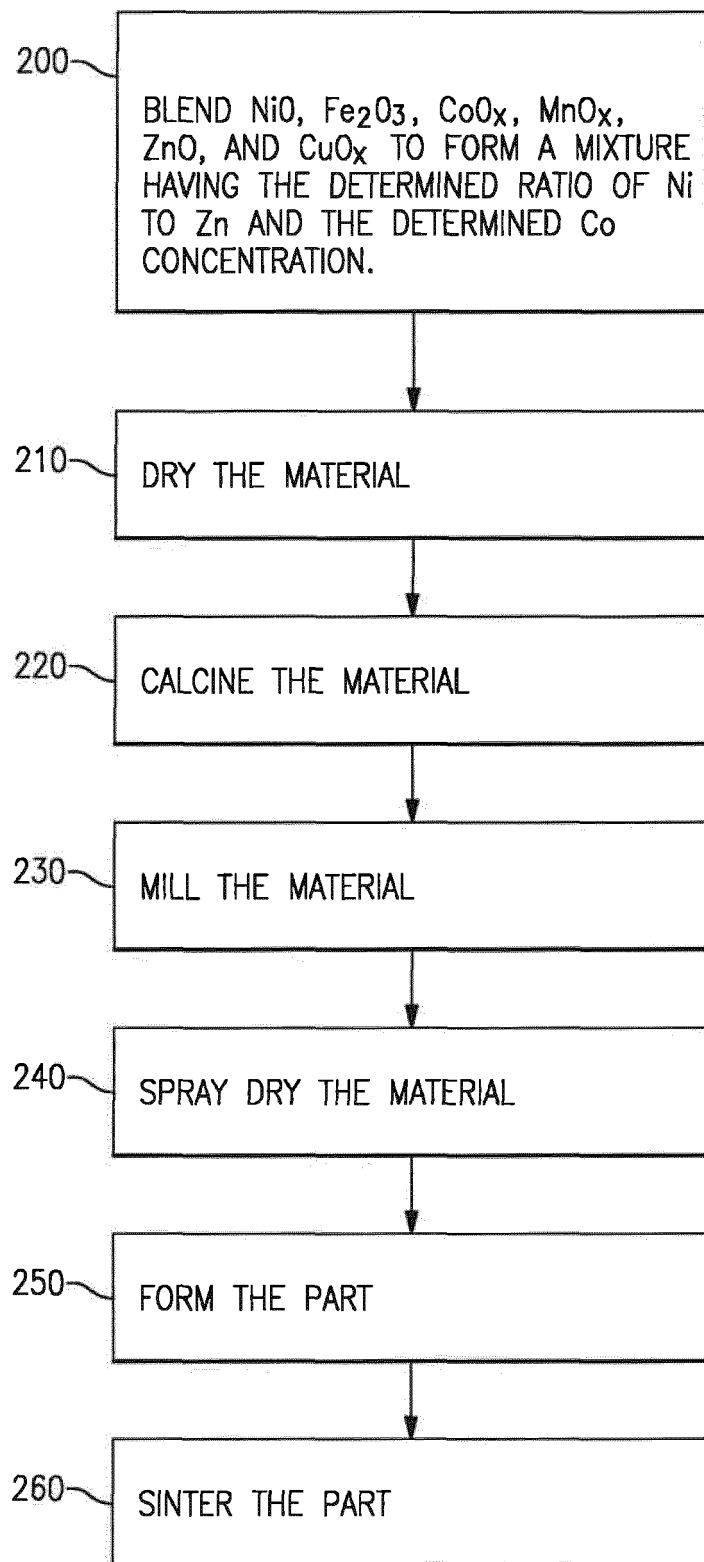 200
BLEND NiO, Fe2O3, CoOx, MnOx,
ZnO, AND CuOx TO FORM A MIXTURE
HAVING THE DETERMINED RATIO OF Ni
TO Zn AND THE DETERMINED Co
CONCENTRATION.
210
DRY THE MATERIAL
220
CALCINE THE MATERIAL
230
MILL THE MATERIAL
240
SPRAY DRY THE MATERIAL
250
FORM THE PART
260
SINTER THE PART